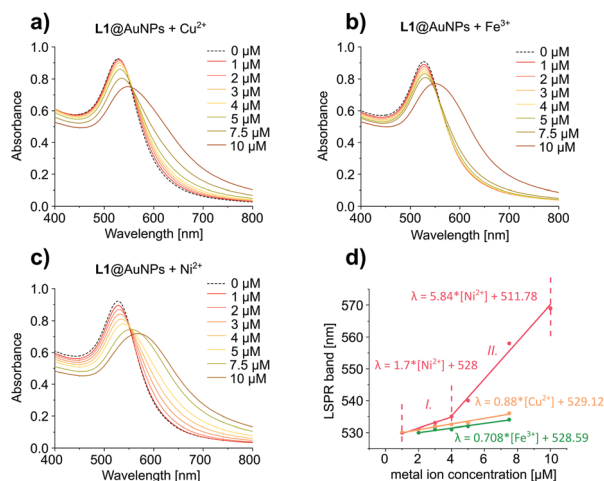 a)
L1@AuNPs + Cu²⁺
1.0
0.8
0.6
0.4
0.2
0.0
Absorbance
400 500 600 700 800
Wavelength [nm]
0 µM
1 µM
2 µM
3 µM
4 µM
5 µM
7.5 µM
10 µM
b)
L1@AuNPs + Fe³⁺
1.0
0.8
0.6
0.4
0.2
0.0
Absorbance
400 500 600 700 800
Wavelength [nm]
0 µM
1 µM
2 µM
3 µM
4 µM
5 µM
7.5 µM
10 µM
c)
L1@AuNPs + Ni²⁺
1.0
0.8
0.6
0.4
0.2
0.0
Absorbance
400 500 600 700 800
Wavelength [nm]
0 µM
1 µM
2 µM
3 µM
4 µM
5 µM
7.5 µM
10 µM
d)
570
560
550
540
530
LSPR band (nm)
λ = 5.84*[Ni²⁺] + 511.78
II.
λ = 1.7*[Ni²⁺] + 528
I.
λ = 0.88*[Cu²⁺] + 529.12
λ = 0.708*[Fe³⁺] + 528.59
0 2 4 6 8 10
metal ion concentration [µM]